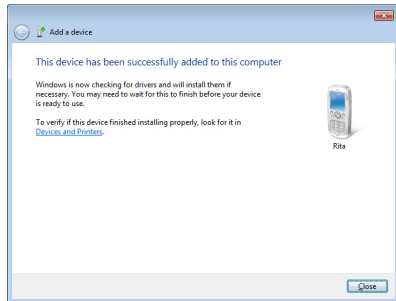 Add a device
This device has been successfully added to this computer
Windows is now checking for drivers and will install them if
necessary. You may need to wait for this to finish before your device
is ready to use.
To verify if this device finished installing properly, look for it in
Devices and Printers.
Rita
Close